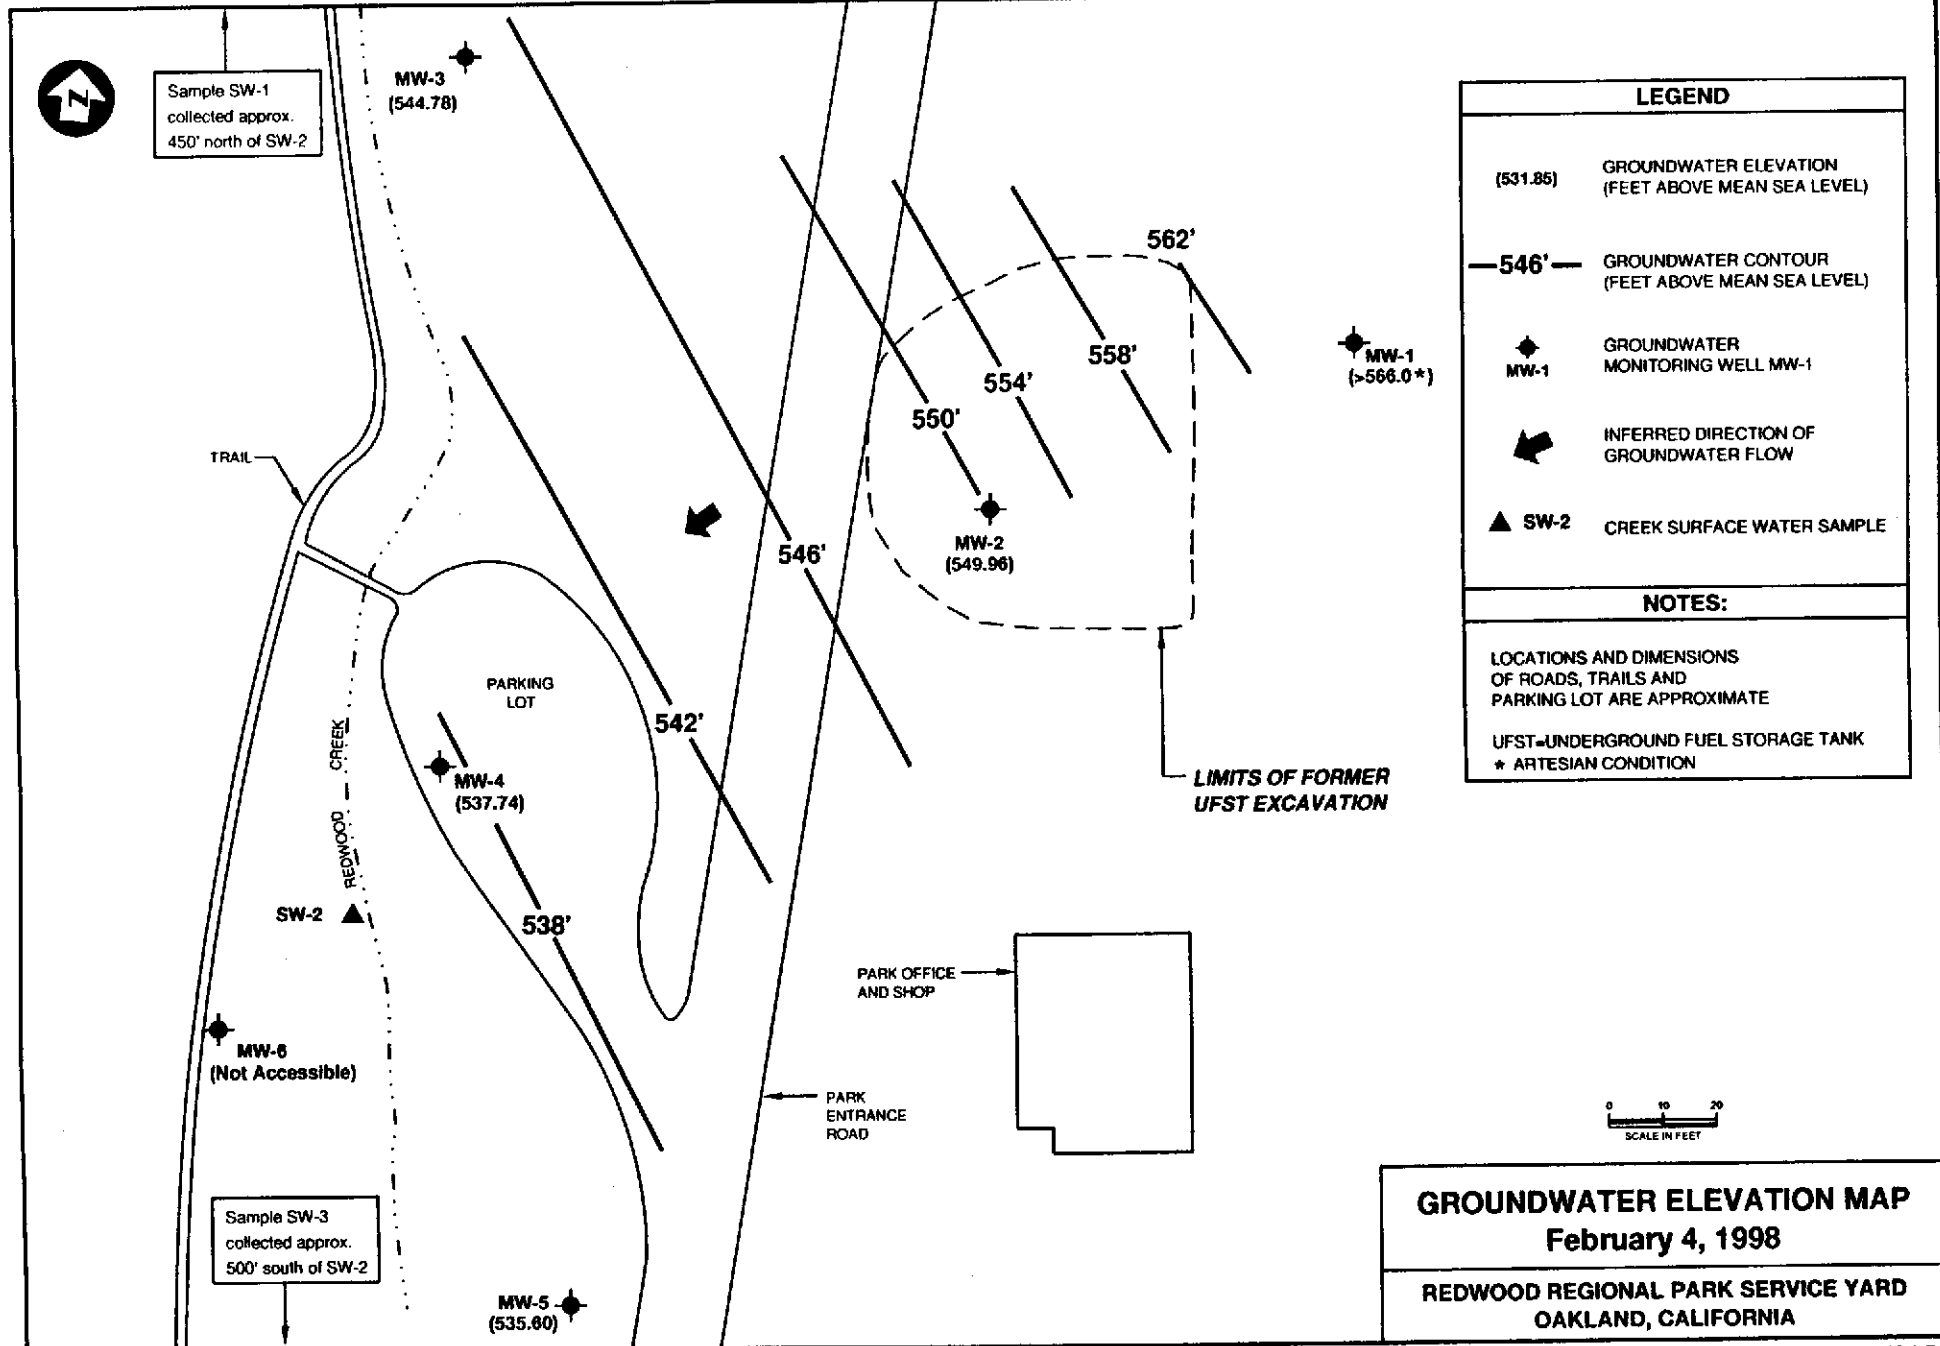 N
Sample SW-1
collected approx.
450' north of SW-2
MW-3
(544.78)
562'
558'
554'
550'
MW-1
(>566.0*)
TRAIL
MW-2
(549.96)
546'
PARKING
LOT
542'
REDWOOD CREEK
MW-4
(537.74)
LIMITS OF FORMER
UFST EXCAVATION
SW-2
538'
PARK OFFICE
AND SHOP
MW-6
(Not Accessible)
PARK
ENTRANCE
ROAD
Sample SW-3
collected approx.
500' south of SW-2
MW-5
(535.60)
LEGEND
(531.85)
GROUNDWATER ELEVATION
(FEET ABOVE MEAN SEA LEVEL)
546'
GROUNDWATER CONTOUR
(FEET ABOVE MEAN SEA LEVEL)
MW-1
GROUNDWATER
MONITORING WELL MW-1
INFERRED DIRECTION OF
GROUNDWATER FLOW
SW-2
CREEK SURFACE WATER SAMPLE
NOTES:
LOCATIONS AND DIMENSIONS
OF ROADS, TRAILS AND
PARKING LOT ARE APPROXIMATE
UFST=UNDERGROUND FUEL STORAGE TANK
* ARTESIAN CONDITION
0 10 20
SCALE IN FEET
GROUNDWATER ELEVATION MAP
February 4, 1998
REDWOOD REGIONAL PARK SERVICE YARD
OAKLAND, CALIFORNIA